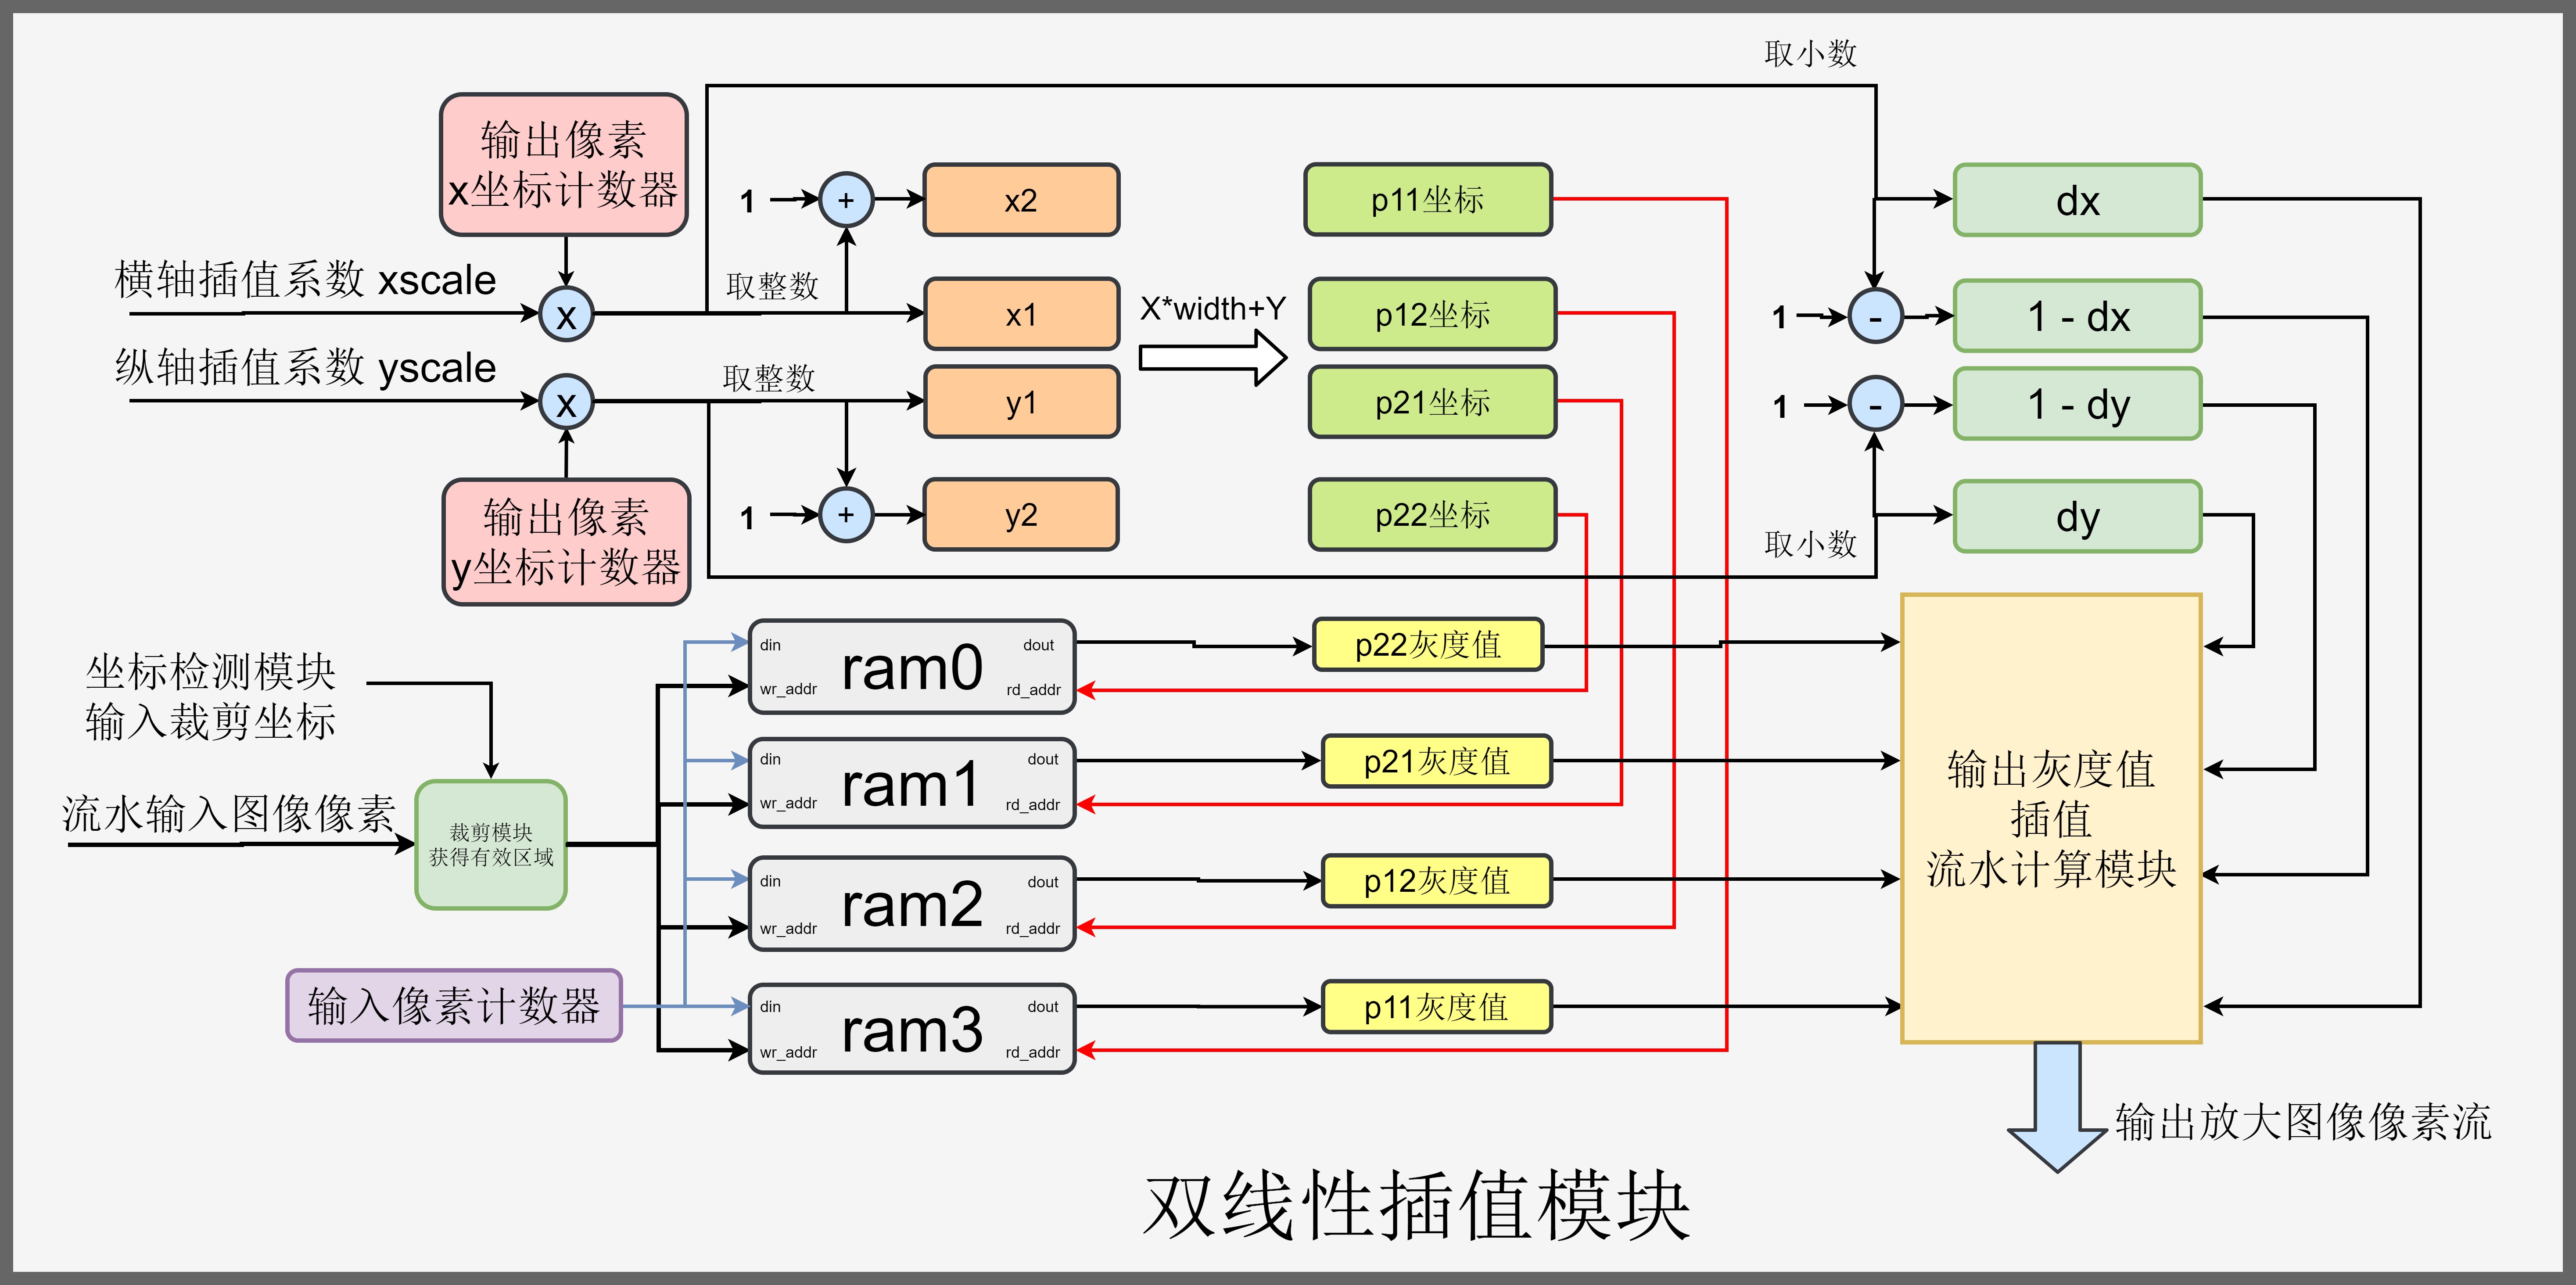 取小数
输出像素
x坐标计数器
1
+
x2
p11坐标
dx
横轴插值系数 xscale
x
取整数
x1
X*width+Y
p12坐标
1
-
1 - dx
纵轴插值系数 yscale
x
取整数
y1
p21坐标
1
-
1 - dy
输出像素
y坐标计数器
1
+
y2
p22坐标
取小数
dy
坐标检测模块
输入裁剪坐标
din
wr_addr
ram0
dout
rd_addr
p22灰度值
流水输入图像像素
裁剪模块
获得有效区域
din
wr_addr
ram1
dout
rd_addr
p21灰度值
输出灰度值
插值
流水计算模块
din
wr_addr
ram2
dout
rd_addr
p12灰度值
输入像素计数器
din
wr_addr
ram3
dout
rd_addr
p11灰度值
输出放大图像像素流
双线性插值模块